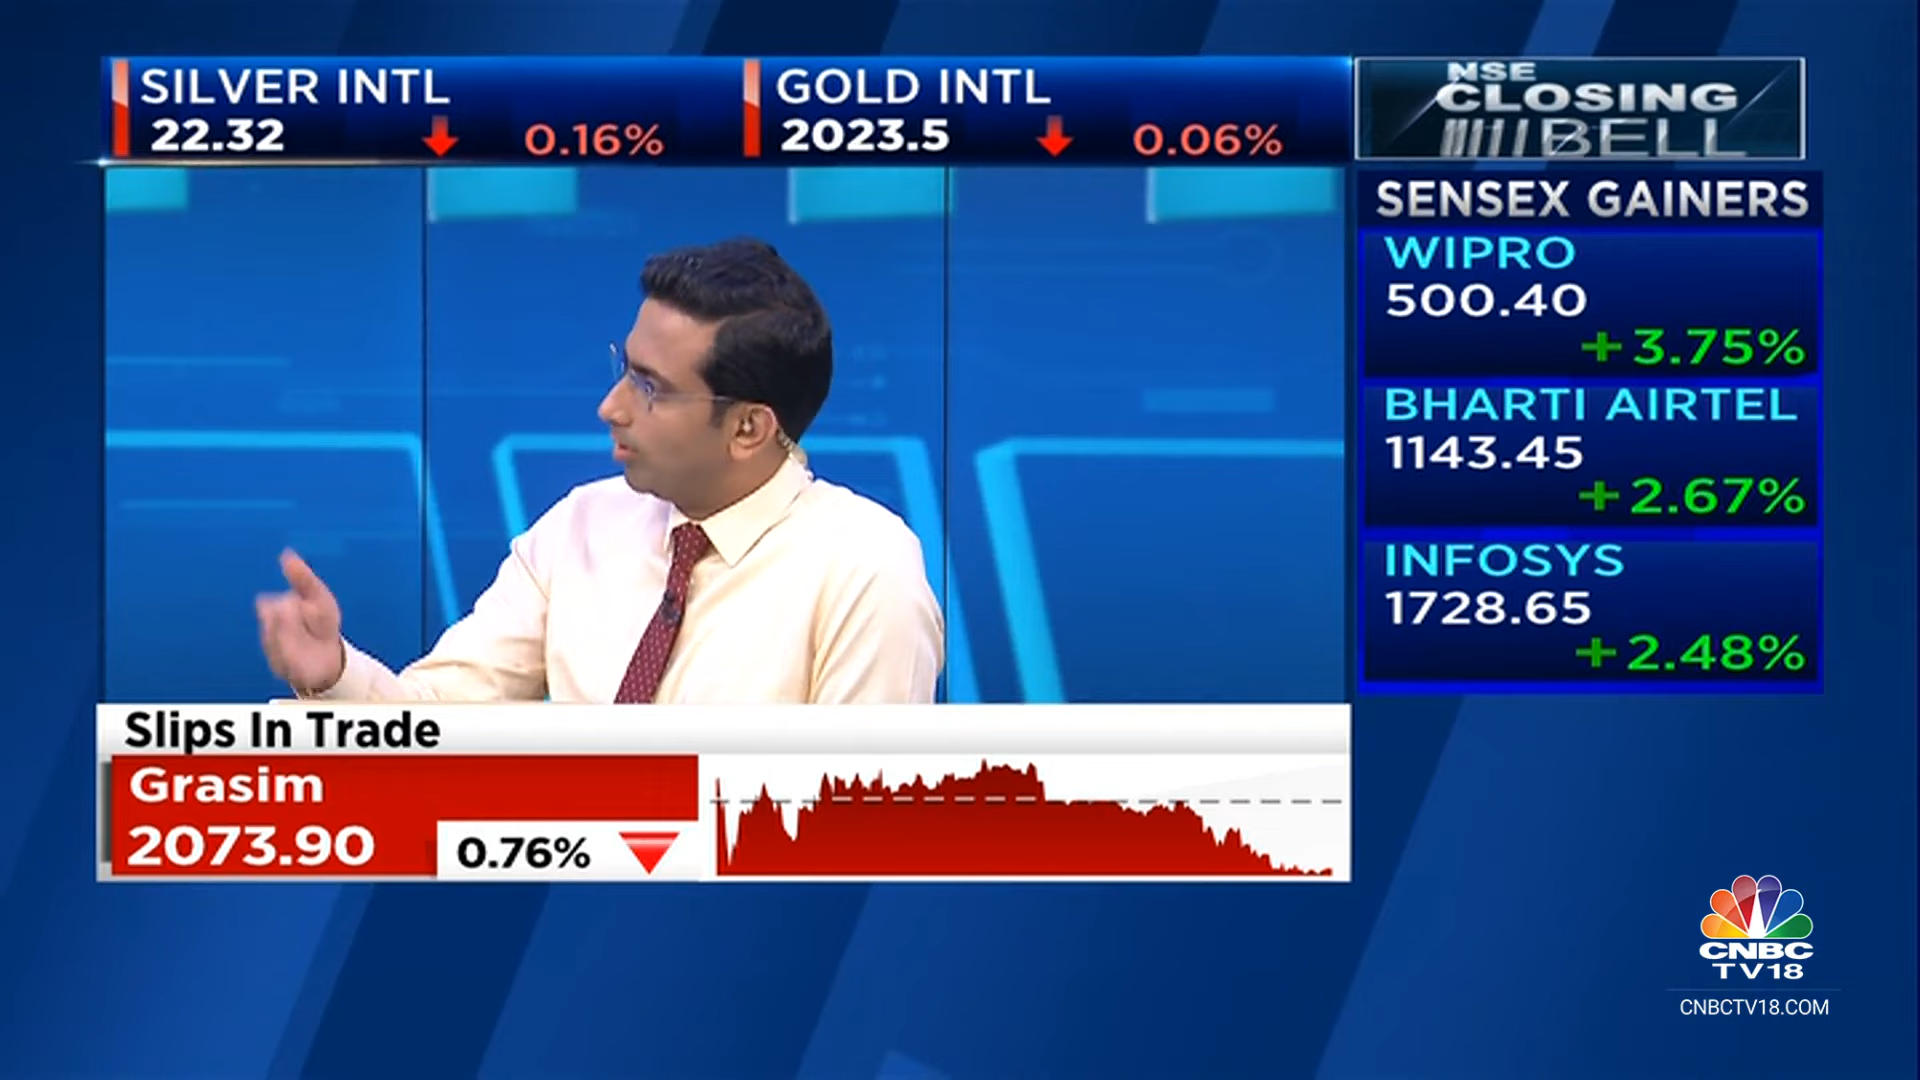 SILVER INTL
22.32 0.16%
GOLD INTL
2023.5 0.06%
NSE
CLOSING
BELL
SENSEX GAINERS
WIPRO
500.40
+3.75%
BHARTI AIRTEL
1143.45
+2.67%
INFOSYS
1728.65
+2.48%
Slips In Trade
Grasim
2073.90 0.76%
CNBC
TV18
CNBCTV18.COM